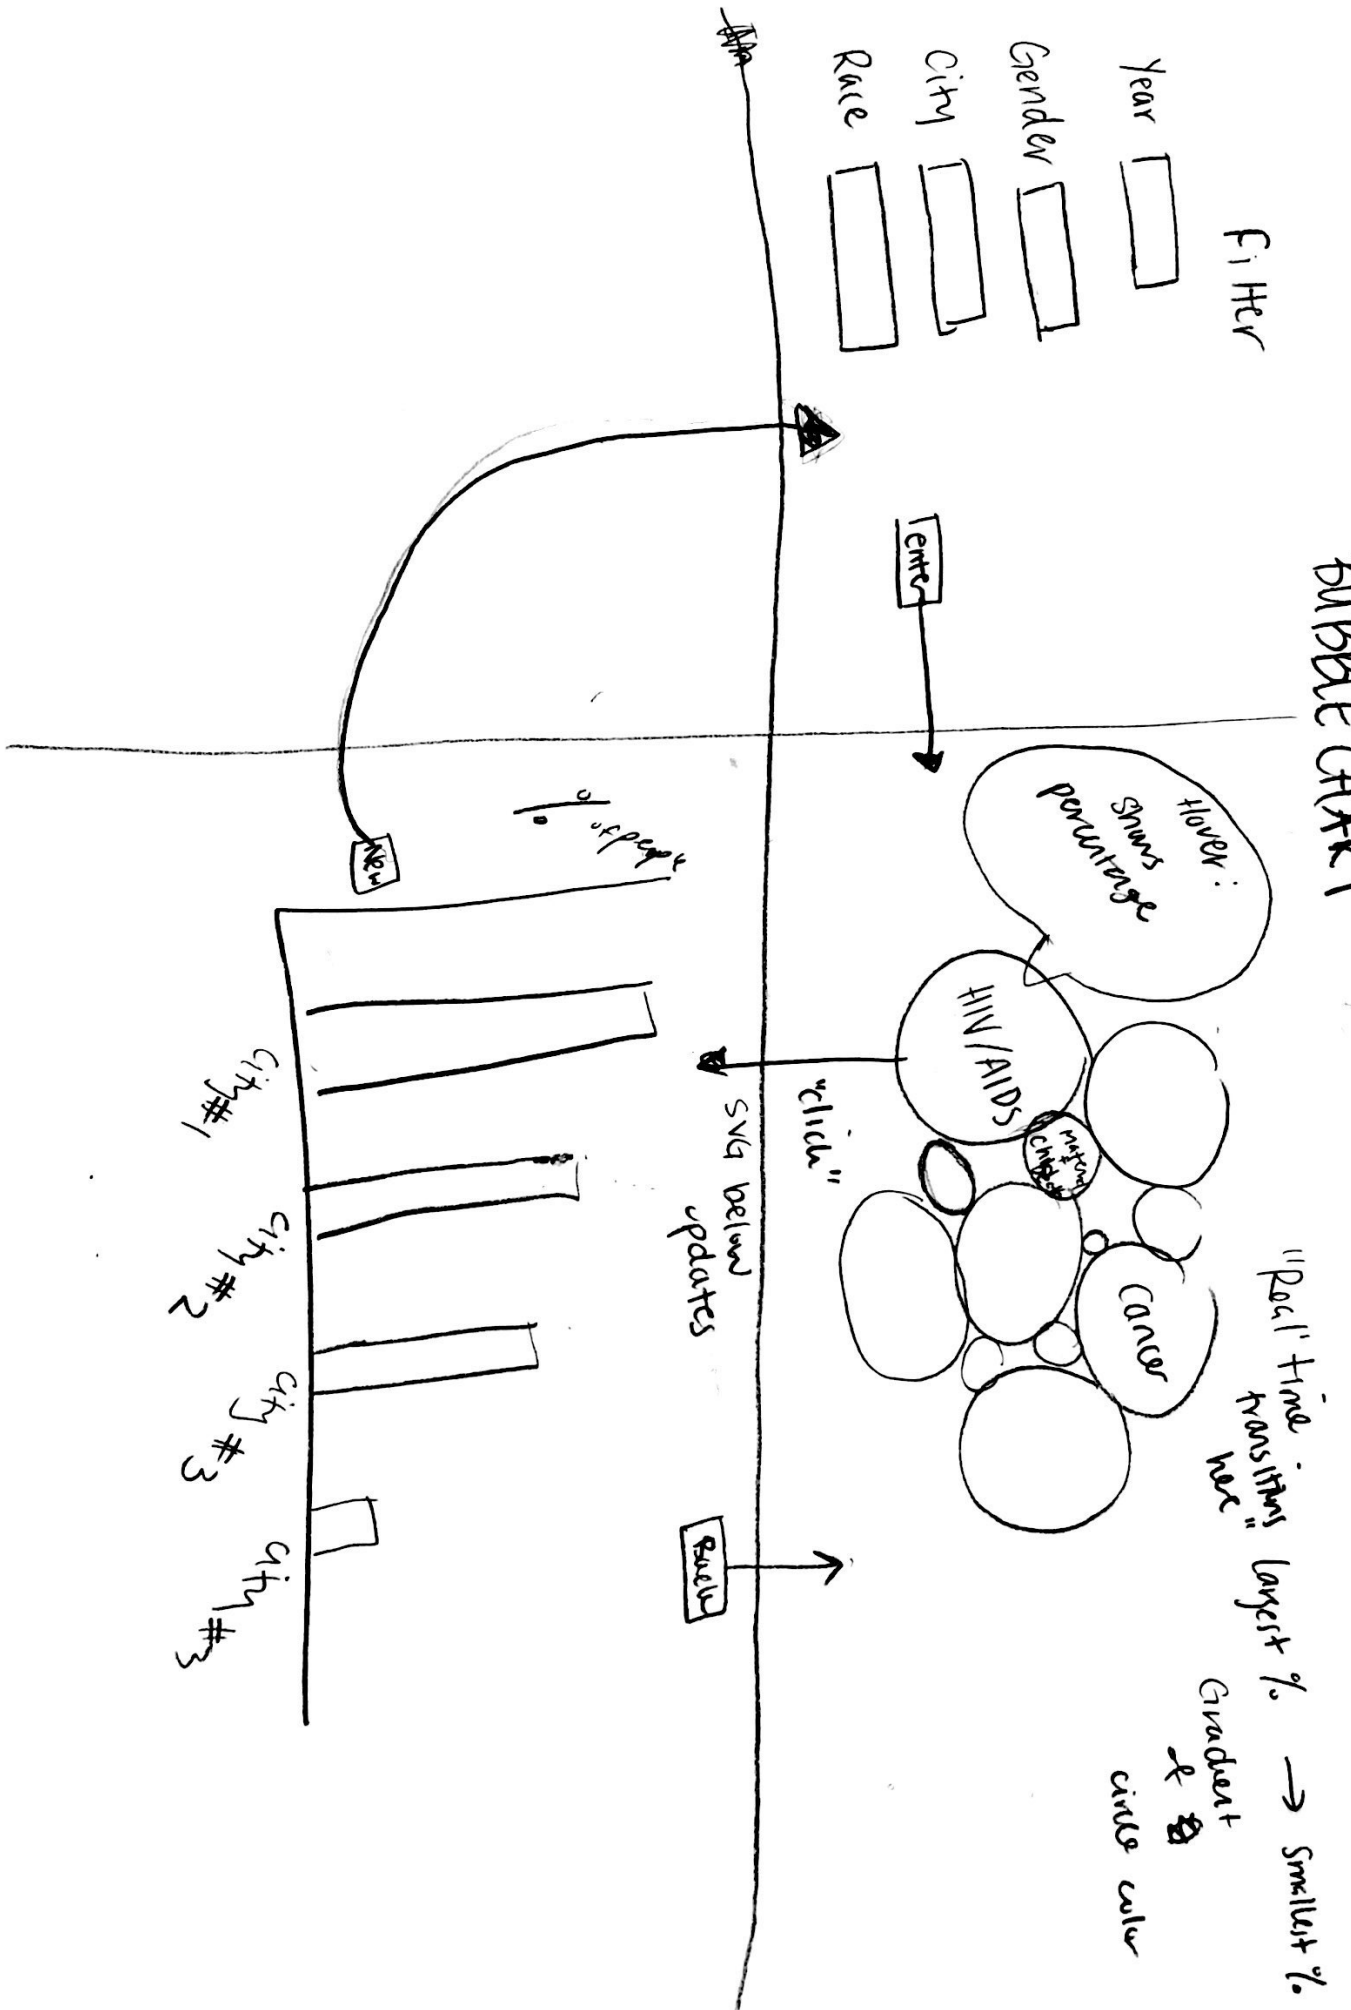 BUBBLE CHART
Filter
Year
Gender
City
Race
enter
Hover:
shows
percentage
HIV/AIDS
Cancer
"Real" time
transitions
here"
largest % → smallest %
Gradient
of
circle color
"click"
SVG below
updates
Back
New
% of people
City #1
City #2
City #3
City #3